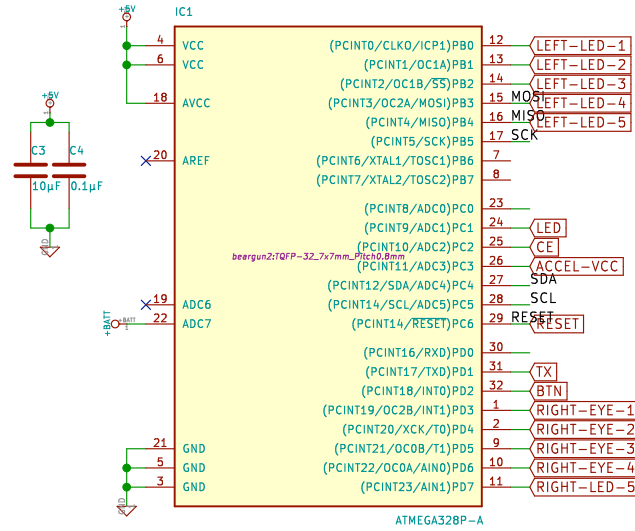 +5V
1
IC1
4 VCC (PCINT0/CLKO/ICP1)PB0 12 LEFT-LED-1
6 VCC (PCINT1/OC1A)PB1 13 LEFT-LED-2
(PCINT2/OC1B/SS)PB2 14 LEFT-LED-3
18 AVCC (PCINT3/OC2A/MOSI)PB3 15 MOSI LEFT-LED-4
(PCINT4/MISO)PB4 16 MISO LEFT-LED-5
(PCINT5/SCK)PB5 17 SCK
+5V
1
C3 C4
10µF 0.1µF
GND
20 AREF (PCINT6/XTAL1/TOSC1)PB6 7
(PCINT7/XTAL2/TOSC2)PB7 8
(PCINT8/ADC0)PC0 23
(PCINT9/ADC1)PC1 24 LED
(PCINT10/ADC2)PC2 25 CE
beargun2:TQFP-32_7x7mm_Pitch0.8mm
(PCINT11/ADC3)PC3 26 ACCEL-VCC
(PCINT12/SDA/ADC4)PC4 27 SDA
19 ADC6 (PCINT14/SCL/ADC5)PC5 28 SCL
+BATT +BATT 1 22 ADC7 (PCINT14/RESET)PC6 29 RESET RESET
(PCINT16/RXD)PD0 30
(PCINT17/TXD)PD1 31 TX
(PCINT18/INT0)PD2 32 BTN
(PCINT19/OC2B/INT1)PD3 1 RIGHT-EYE-1
(PCINT20/XCK/T0)PD4 2 RIGHT-EYE-2
21 GND (PCINT21/OC0B/T1)PD5 9 RIGHT-EYE-3
5 GND (PCINT22/OC0A/AIN0)PD6 10 RIGHT-EYE-4
3 GND (PCINT23/AIN1)PD7 11 RIGHT-LED-5
GND
ATMEGA328P-A